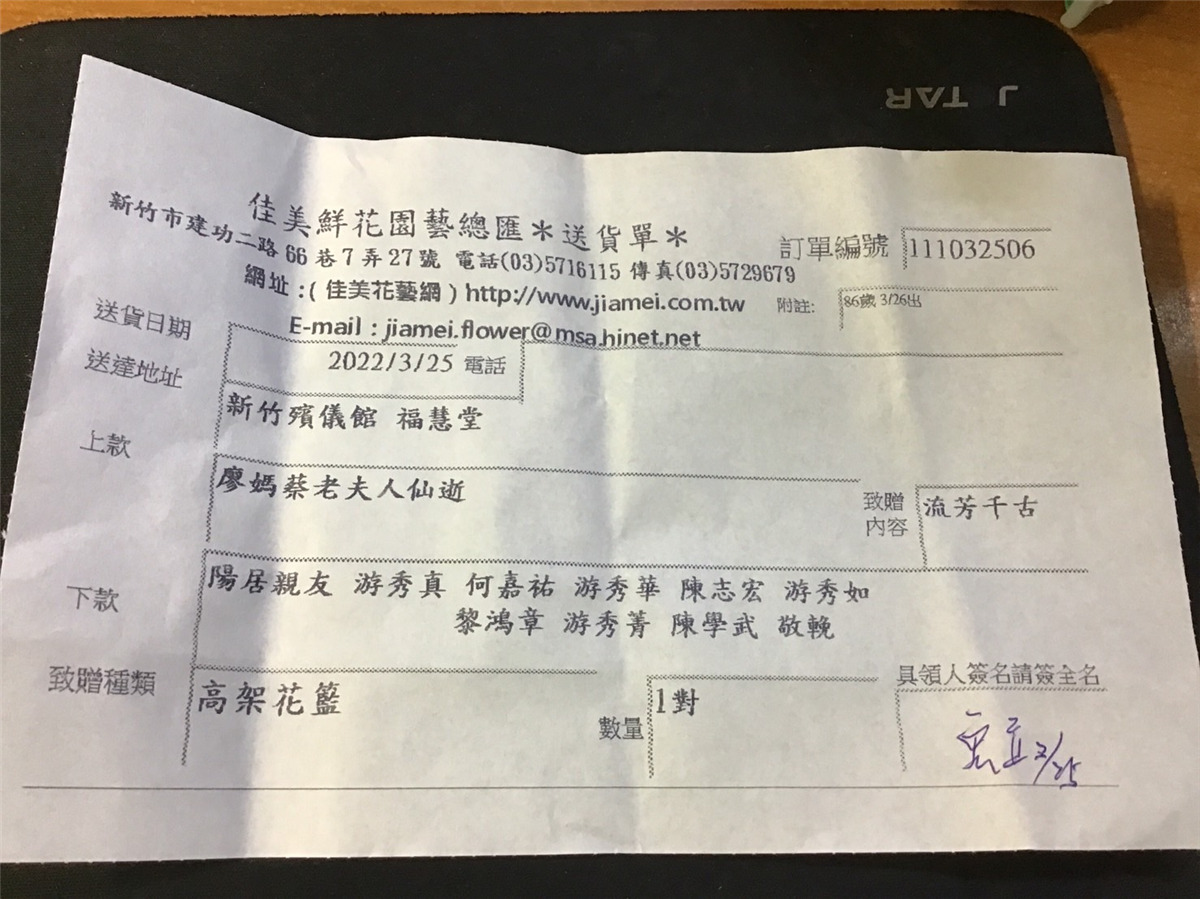 J TAR
佳美鮮花園藝總匯＊送貨單＊
新竹市建功二路 66 巷 7 弄 27 號 電話(03)5716115 傳真(03)5729679
訂單編號 111032506
網址 :( 佳美花藝網 ) http://www.jiamei.com.tw
附註: 86歲 3/26出
E-mail : jiamei.flower@msa.hinet.net
送貨日期 2022/3/25 電話
送達地址 新竹殯儀館 福慧堂
上款 廖媽蔡老夫人仙逝
致贈內容 流芳千古
下款 陽居親友 游秀真 何嘉祐 游秀華 陳志宏 游秀如
黎鴻章 游秀菁 陳學武 敬輓
致贈種類 高架花籃
數量 1對
具領人簽名請簽全名
3/25